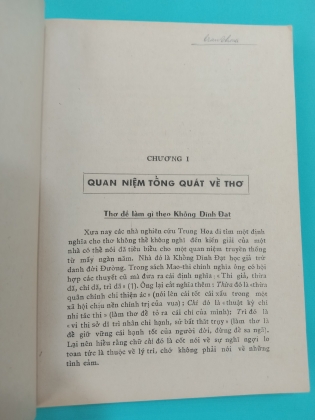 CHƯƠNG I
QUAN NIỆM TỔNG QUÁT VỀ THƠ
Thơ để làm gì theo Khổng Dĩnh Đạt
Xưa nay các nhà nghiên cứu Trung Hoa đi tìm một định
nghĩa cho thơ không thể không nghĩ đến kiến giải của một
nhà có thể nói đã tiêu biểu cho một quan niệm truyền thống
từ mấy ngàn năm. Nhà đó là Khổng Dĩnh Đạt học giả trứ
danh đời Đường. Trong sách Mao-thi chính nghĩa ông có hội
họp các thuyết cũ mà đưa ra cái định nghĩa: «Thi giả, thừa
dã, chí dã, trì dã» (1). Ông lại cắt nghĩa thêm: Thừa đó là «thừa
quân chính chi thiện ác» (nói lên cái tốt cái xấu trong một
xã hội chịu nền chính trị của vua); Chí đó là «thuật kỷ chí
nhi tác thi» (làm thơ để tỏ ra cái chí của mình); Trì đó là
«vi thi sở dĩ trì nhân chi hạnh, sử bất thất trụy» (làm thơ là
để giữ vững cái hạnh tốt của người đời, đừng để sa ngã).
Lại nên hiểu rằng chữ chí đó là cốt nói về sự nghĩ ngợi lo
toan tức là thuộc về lý trí, chớ không phải nói về những
tình cảm.